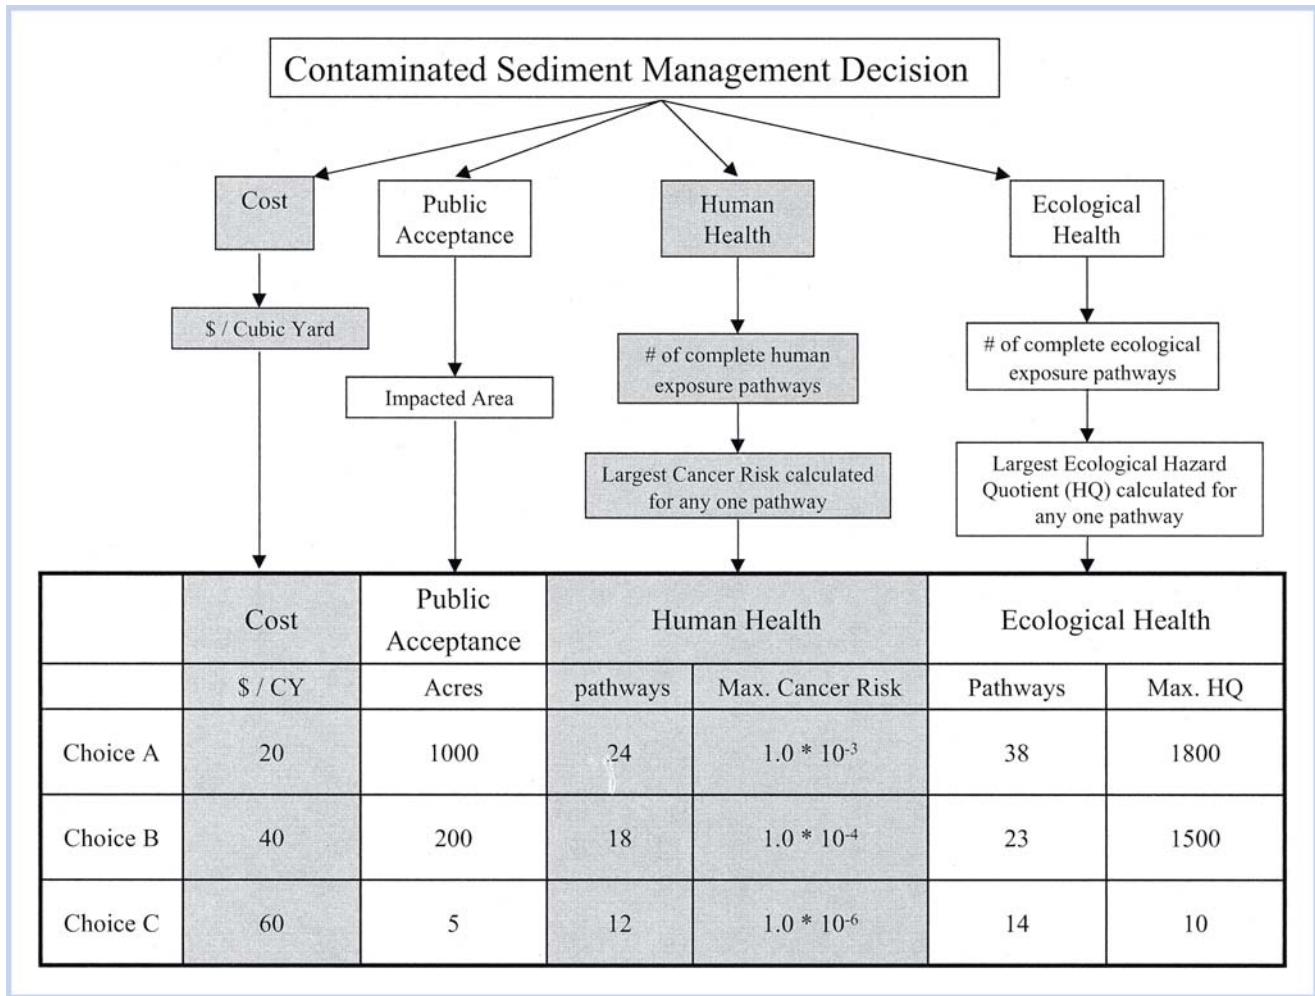 Contaminated Sediment Management Decision
Cost
Public
Acceptance
Human
Health
Ecological
Health
$ / Cubic Yard
Impacted Area
# of complete human
exposure pathways
# of complete ecological
exposure pathways
Largest Cancer Risk calculated
for any one pathway
Largest Ecological Hazard
Quotient (HQ) calculated for
any one pathway
Cost Public Acceptance Human Health Ecological Health
$ / CY Acres pathways Max. Cancer Risk Pathways Max. HQ
Choice A 20 1000 24 1.0 * 10⁻³ 38 1800
Choice B 40 200 18 1.0 * 10⁻⁴ 23 1500
Choice C 60 5 12 1.0 * 10⁻⁶ 14 10